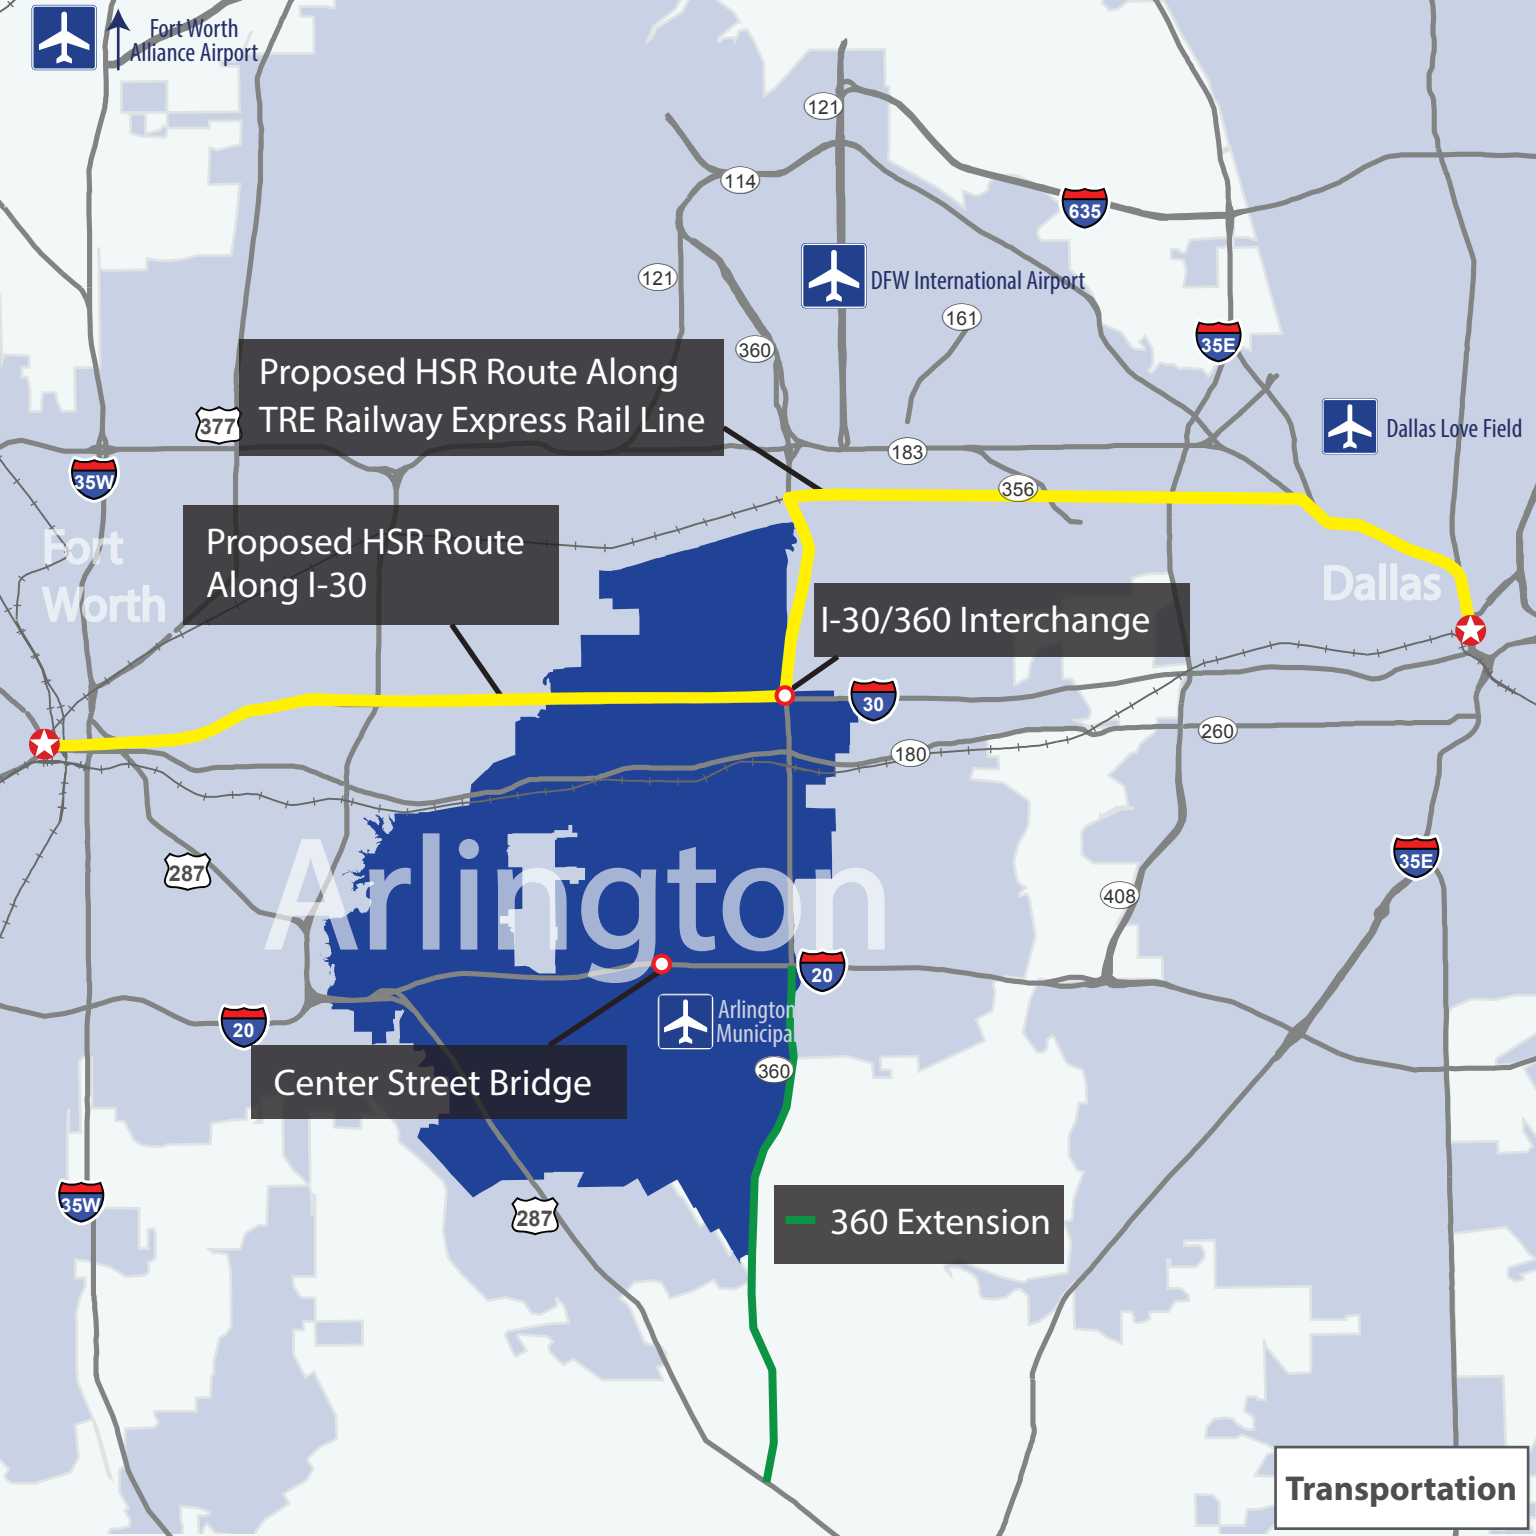 Fort Worth
Alliance Airport
121
114
635
121
DFW International Airport
161
360
35E
Proposed HSR Route Along
TRE Railway Express Rail Line
377
Dallas Love Field
183
35W
356
Fort
Worth
Proposed HSR Route
Along I-30
Dallas
I-30/360 Interchange
30
260
180
Arlington
287
35E
408
20
20
Arlington
Municipal
360
Center Street Bridge
35W
287
360 Extension
Transportation